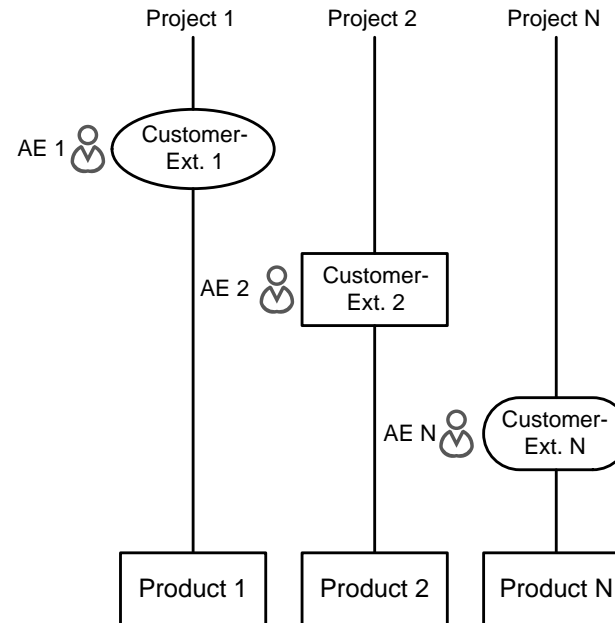 Project 1
Project 2
Project N
AE 1
Customer-
Ext. 1
AE 2
Customer-
Ext. 2
AE N
Customer-
Ext. N
Product 1
Product 2
Product N